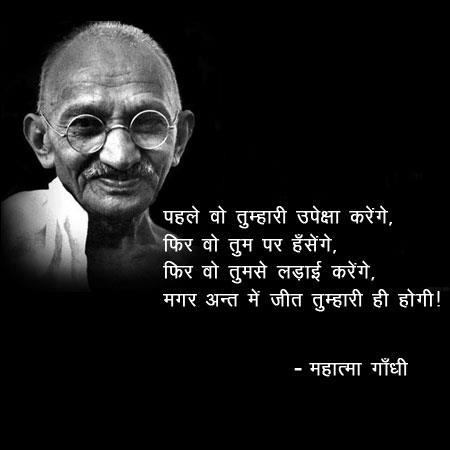 पहले वो तुम्हारी उपेक्षा करेंगे,
फिर वो तुम पर हँसेंगे,
फिर वो तुमसे लड़ाई करेंगे,
मगर अन्त में जीत तुम्हारी ही होगी!
- महात्मा गाँधी